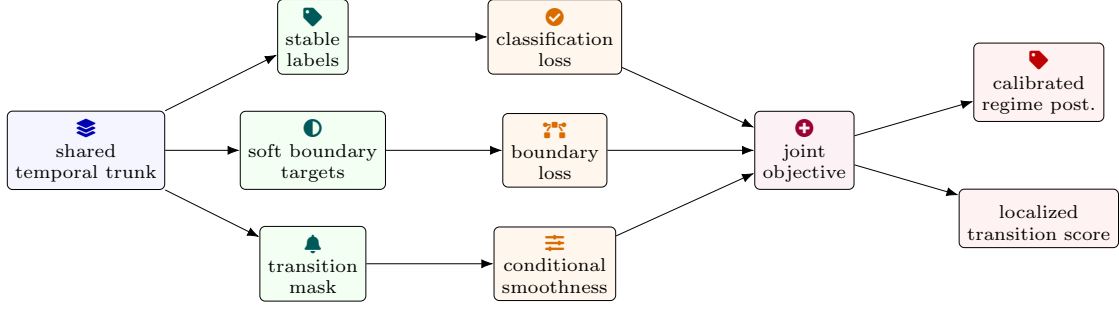 stable
labels
classification
loss
calibrated
regime post.
shared
temporal trunk
soft boundary
targets
boundary
loss
joint
objective
localized
transition score
transition
mask
conditional
smoothness